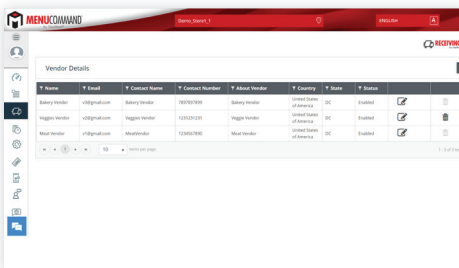 MENUCOMMAND
Demo_Store1_1
ENGLISH
A
RECEIVING
Vendor Details
Name Email Contact Name Contact Number About Vendor Country State Status
Bakery Vendor v3@gmail.com Bakery Vendor 7897897899 Bakery Vendor United States of America DC Enabled
Veggies Vendor v2@gmail.com Veggies Vendor 1231231231 Veggie Vendor United States of America DC Enabled
Meat Vendor v1@gmail.com MeatVendor 1234567890 Meat Vendor United States of America DC Enabled
1 10 items per page